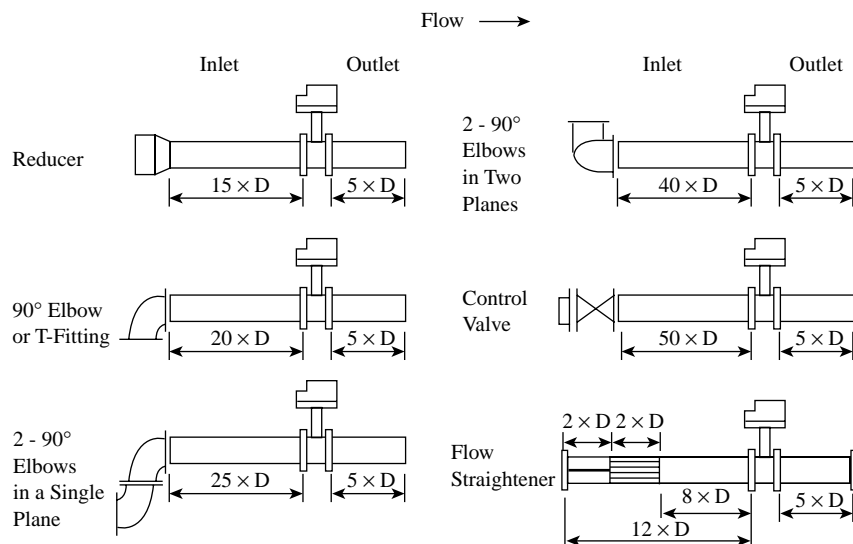 Flow
Inlet
Outlet
Reducer
15 × D
5 × D
90° Elbow
or T-Fitting
20 × D
5 × D
2 - 90°
Elbows
in a Single
Plane
25 × D
5 × D
Inlet
Outlet
2 - 90°
Elbows
in Two
Planes
40 × D
5 × D
Control
Valve
50 × D
5 × D
Flow
Straightener
2 × D
2 × D
8 × D
5 × D
12 × D